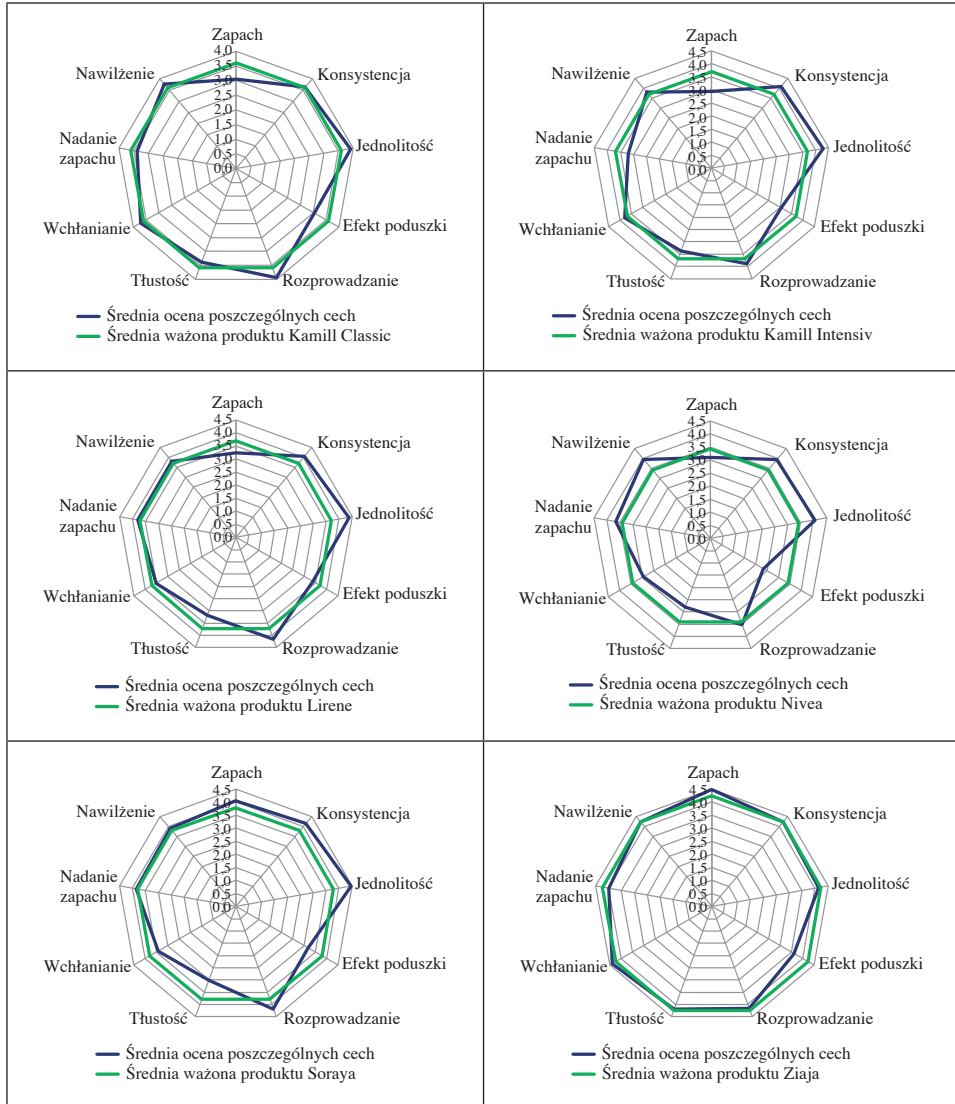 Zapach
4,0
3,5
3,0
2,5
2,0
1,5
1,0
0,5
0,0
Konsystencja
Jednolitość
Efekt poduszki
Rozprowadzanie
Tłustość
Wchłanianie
Nadanie
zapachu
Nawilżenie
Średnia ocena poszczególnych cech
Średnia ważona produktu Kamill Classic
Zapach
4,5
4,0
3,5
3,0
2,5
2,0
1,5
1,0
0,5
0,0
Konsystencja
Jednolitość
Efekt poduszki
Rozprowadzanie
Tłustość
Wchłanianie
Nadanie
zapachu
Nawilżenie
Średnia ocena poszczególnych cech
Średnia ważona produktu Kamill Intensiv
Zapach
4,5
4,0
3,5
3,0
2,5
2,0
1,5
1,0
0,5
0,0
Konsystencja
Jednolitość
Efekt poduszki
Rozprowadzanie
Tłustość
Wchłanianie
Nadanie
zapachu
Nawilżenie
Średnia ocena poszczególnych cech
Średnia ważona produktu Lirene
Zapach
4,5
4,0
3,5
3,0
2,5
2,0
1,5
1,0
0,5
0,0
Konsystencja
Jednolitość
Efekt poduszki
Rozprowadzanie
Tłustość
Wchłanianie
Nadanie
zapachu
Nawilżenie
Średnia ocena poszczególnych cech
Średnia ważona produktu Nivea
Zapach
4,5
4,0
3,5
3,0
2,5
2,0
1,5
1,0
0,5
0,0
Konsystencja
Jednolitość
Efekt poduszki
Rozprowadzanie
Tłustość
Wchłanianie
Nadanie
zapachu
Nawilżenie
Średnia ocena poszczególnych cech
Średnia ważona produktu Soraya
Zapach
4,5
4,0
3,5
3,0
2,5
2,0
1,5
1,0
0,5
0,0
Konsystencja
Jednolitość
Efekt poduszki
Rozprowadzanie
Tłustość
Wchłanianie
Nadanie
zapachu
Nawilżenie
Średnia ocena poszczególnych cech
Średnia ważona produktu Ziaja